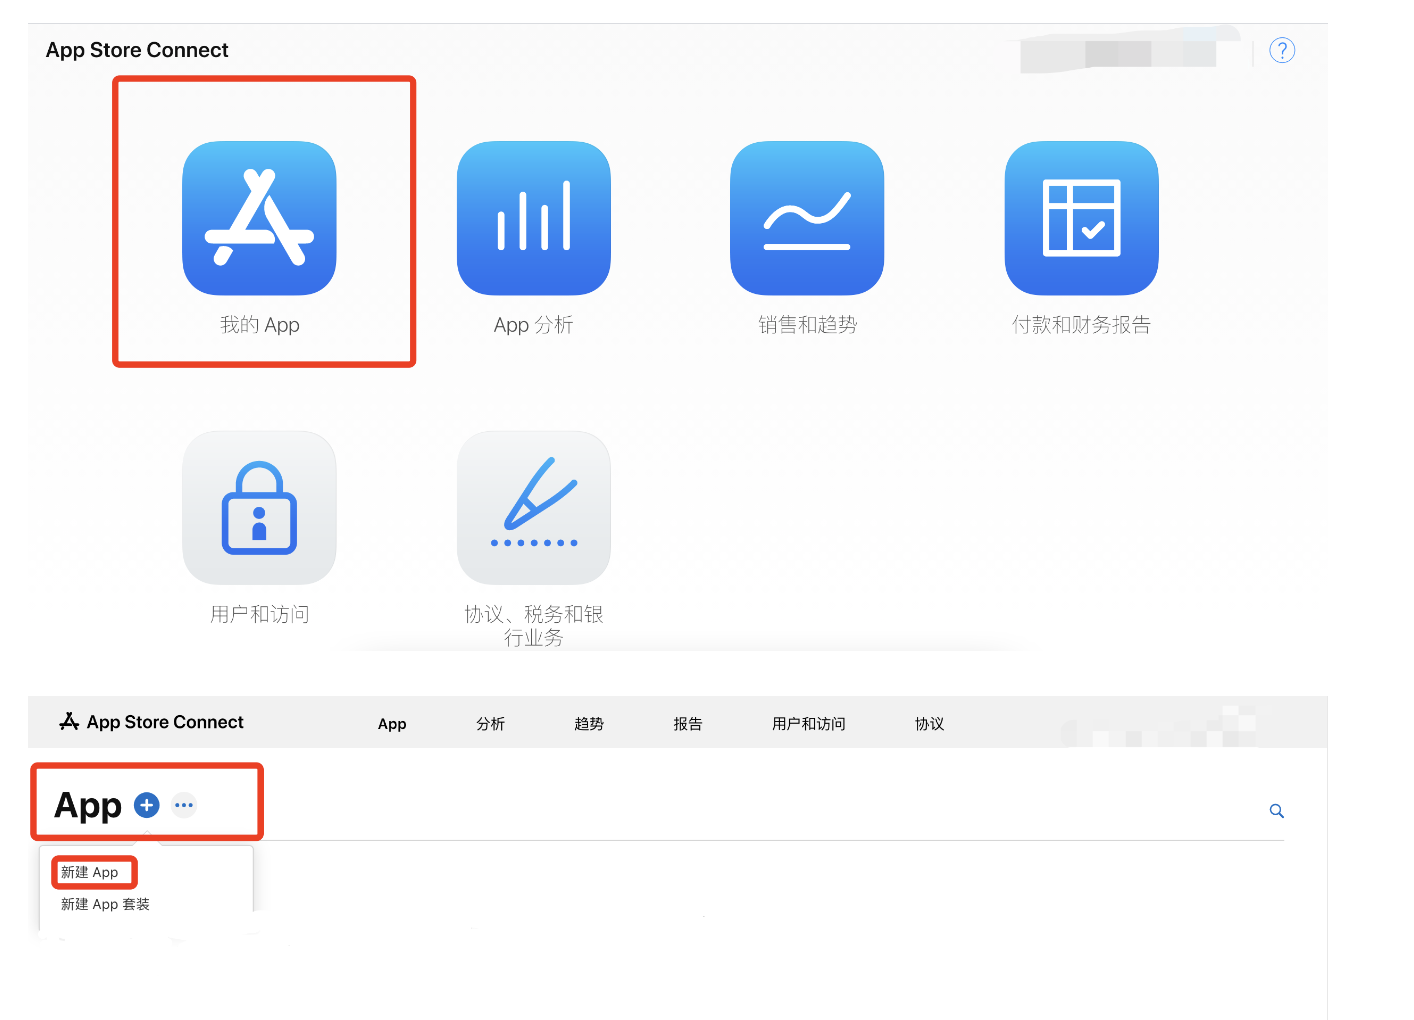 App Store Connect
?
我的 App
App 分析
销售和趋势
付款和财务报告
用户和访问
协议、税务和银
行业务
App Store Connect
App
分析
趋势
报告
用户和访问
协议
App
新建 App
新建 App 套装